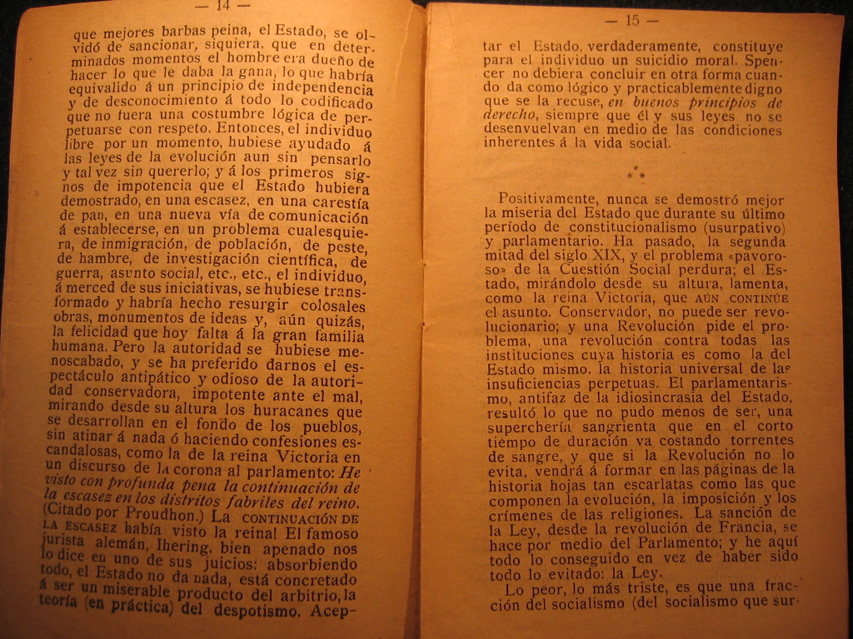 — 14 —
que mejores barbas peina, el Estado, se ol-
vidó de sancionar, siquiera, que en deter-
minados momentos el hombre era dueño de
hacer lo que le daba la gana, lo que habría
equivalido á un principio de independencia
y de desconocimiento á todo lo codificado
que no fuera una costumbre lógica de per-
petuarse con respeto. Entonces, el individuo
libre por un momento, hubiese ayudado á
las leyes de la evolución aun sin pensarlo
y tal vez sin quererlo; y á los primeros sig-
nos de impotencia que el Estado hubiera
demostrado, en una escasez, en una carestía
de pan, en una nueva vía de comunicación
á establecerse, en un problema cualesquie-
ra, de inmigración, de población, de peste,
de hambre, de investigación científica, de
guerra, asunto social, etc., etc., el individuo,
á merced de sus iniciativas, se hubiese trans-
formado y habría hecho resurgir colosales
obras, monumentos de ideas y, aún quizás,
la felicidad que hoy falta á la gran familia
humana. Pero la autoridad se hubiese me-
noscabado, y se ha preferido darnos el es-
pectáculo antipático y odioso de la autori-
dad conservadora, impotente ante el mal,
mirando desde su altura los huracanes que
se desarrollan en el fondo de los pueblos,
sin atinar á nada ó haciendo confesiones es-
candalosas, como la de la reina Victoria en
un discurso de la corona al parlamento: He
visto con profunda pena la continuación de
la escasez en los distritos fabriles del reino.
(Citado por Proudhon.) La CONTINUACIÓN DE
LA ESCASEZ había visto la reina! El famoso
jurista alemán, Ihering, bien apenado nos
lo dice en uno de sus juicios: absorbiendo
todo, el Estado no da nada, está concretado
á ser un miserable producto del arbitrio, la
teoría (en práctica) del despotismo. Acep-
— 15 —
tar el Estado, verdaderamente, constituye
para el individuo un suicidio moral. Spen-
cer no debiera concluir en otra forma cuan-
do da como lógico y practicablemente digno
que se la recuse, en buenos principios de
derecho, siempre que él y sus leyes no se
desenvuelvan en medio de las condiciones
inherentes á la vida social.
* * *
Positivamente, nunca se demostró mejor
la miseria del Estado que durante su último
período de constitucionalismo (usurpativo)
y parlamentario. Ha pasado, la segunda
mitad del siglo XIX, y el problema «pavoro-
so» de la Cuestión Social perdura; el Es-
tado, mirándolo desde su altura, lamenta,
como la reina Victoria, que AÚN CONTINÚE
el asunto. Conservador, no puede ser revo-
lucionario; y una Revolución pide el pro-
blema, una revolución contra todas las
instituciones cuya historia es como la del
Estado mismo, la historia universal de las
insuficiencias perpetuas. El parlamentaris-
mo, antifaz de la idiosincrasia del Estado,
resultó lo que no pudo menos de ser, una
superchería sangrienta que en el corto
tiempo de duración va costando torrentes
de sangre, y que si la Revolución no lo
evita, vendrá á formar en las páginas de la
historia hojas tan escarlatas como las que
componen la evolución, la imposición y los
crímenes de las religiones. La sanción de
la Ley, desde la revolución de Francia, se
hace por medio del Parlamento; y he aquí
todo lo conseguido en vez de haber sido
todo lo evitado: la Ley.
Lo peor, lo más triste, es que una frac-
ción del socialismo (del socialismo que sur-